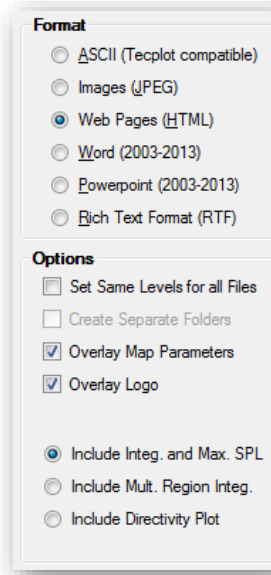 Format
ASCII (Tecplot compatible)
Images (JPEG)
Web Pages (HTML)
Word (2003-2013)
Powerpoint (2003-2013)
Rich Text Format (RTF)
Options
Set Same Levels for all Files
Create Separate Folders
Overlay Map Parameters
Overlay Logo
Include Integ. and Max. SPL
Include Mult. Region Integ.
Include Directivity Plot